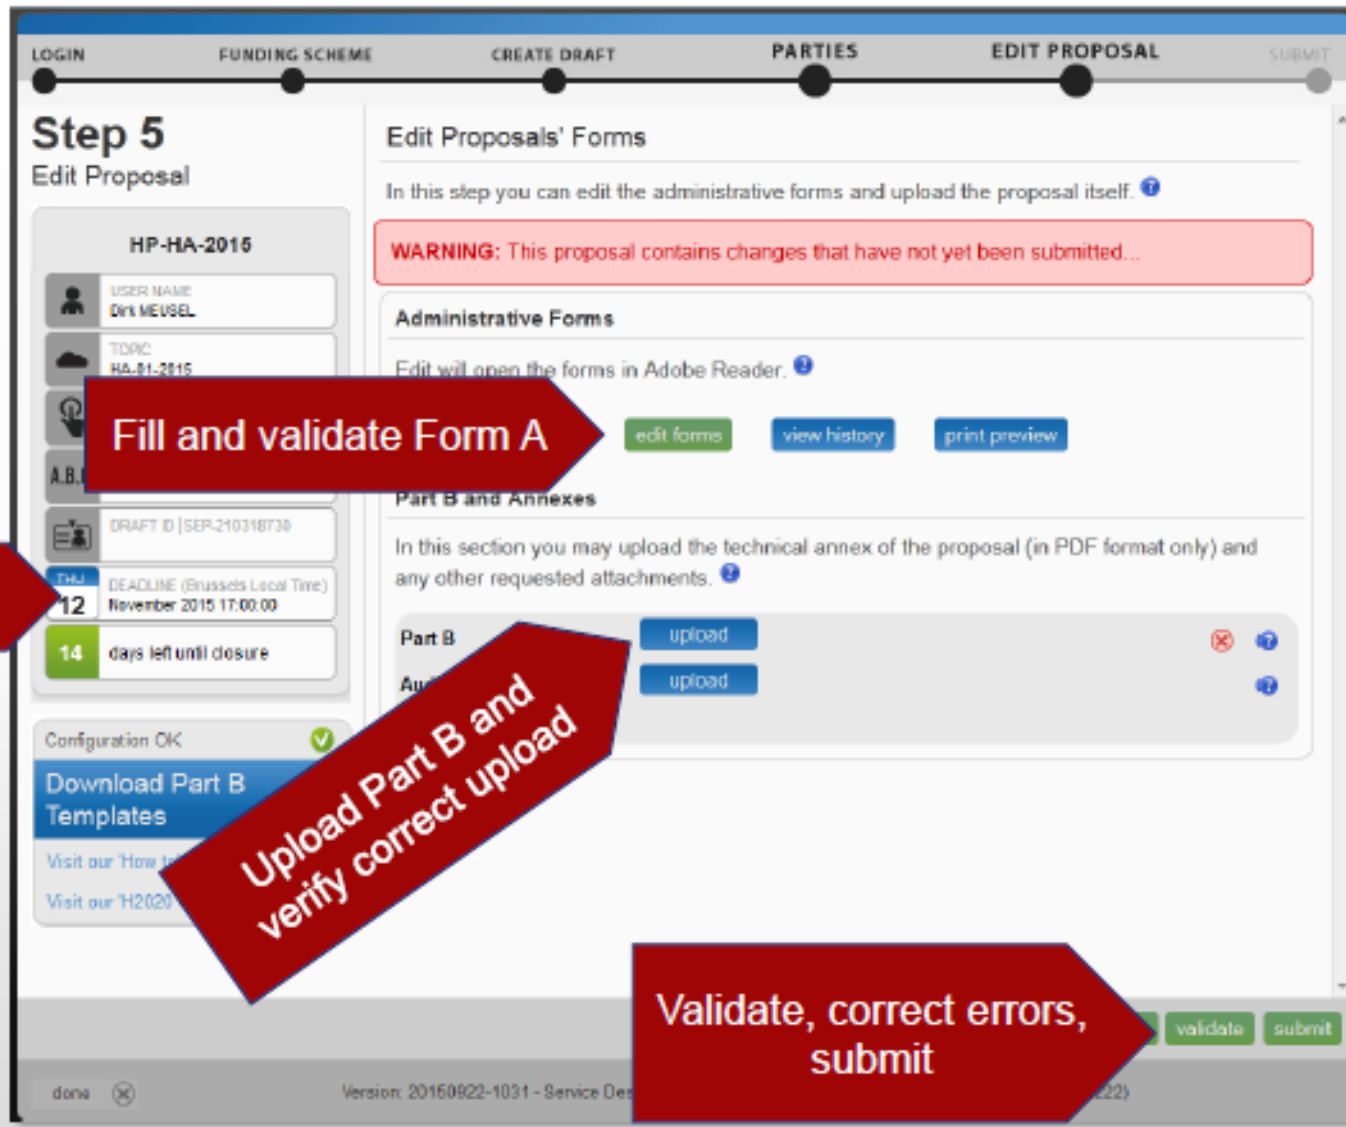 LOGIN FUNDING SCHEME CREATE DRAFT PARTIES EDIT PROPOSAL SUBMIT
Step 5
Edit Proposal
HP-HA-2015
USER NAME
Dirk MEUSEL
TOPIC
HA-01-2015
A.B.
DRAFT ID | SEP-210318730
THU
12
DEADLINE (Brussels Local Time)
November 2015 17:00:00
14 days left until closure
Configuration OK
Download Part B
Templates
Visit our 'How
Visit our 'H2020
Edit Proposals' Forms
In this step you can edit the administrative forms and upload the proposal itself.
WARNING: This proposal contains changes that have not yet been submitted...
Administrative Forms
Edit will open the forms in Adobe Reader.
Fill and validate Form A
edit forms view history print preview
Part B and Annexes
In this section you may upload the technical annex of the proposal (in PDF format only) and
any other requested attachments.
Part B upload
upload
Upload Part B and
verify correct upload
Validate, correct errors,
submit
validate submit
done Version: 20150922-1031 - Service Des